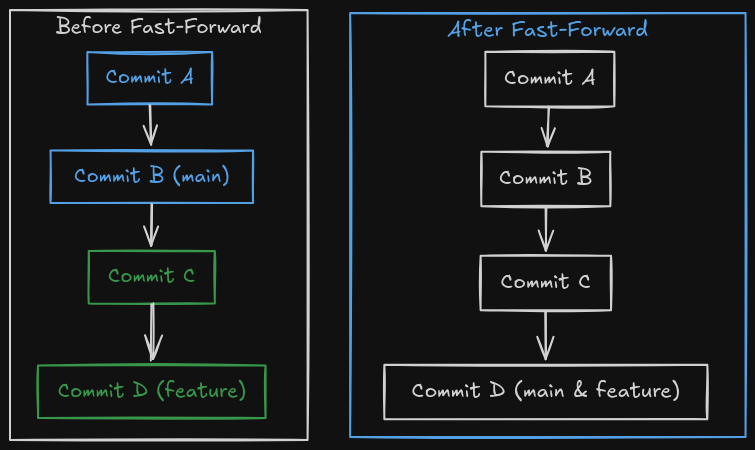 Before Fast-Forward
Commit A
Commit B (main)
Commit C
Commit D (feature)
After Fast-Forward
Commit A
Commit B
Commit C
Commit D (main & feature)